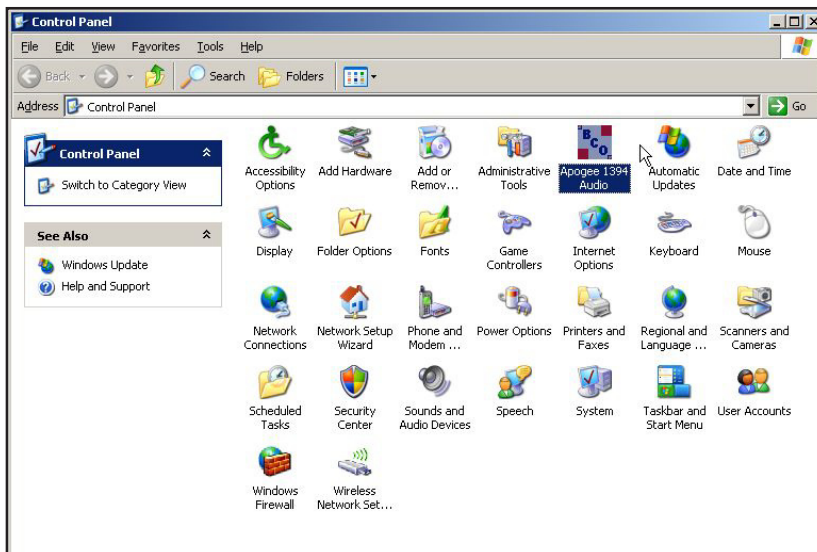 Control Panel
File Edit View Favorites Tools Help
Back Search Folders
Address Control Panel Go
Control Panel
Switch to Category View
See Also
Windows Update
Help and Support
Accessibility
Options
Add Hardware
Add or
Remov...
Administrative
Tools
BCO
Apogee 1394
Audio
Automatic
Updates
Date and Time
Display
Folder Options
Fonts
Game
Controllers
Internet
Options
Keyboard
Mouse
Network
Connections
Network Setup
Wizard
Phone and
Modem ...
Power Options
Printers and
Faxes
Regional and
Language ...
Scanners and
Cameras
Scheduled
Tasks
Security
Center
Sounds and
Audio Devices
Speech
System
Taskbar and
Start Menu
User Accounts
Windows
Firewall
Wireless
Network Set...